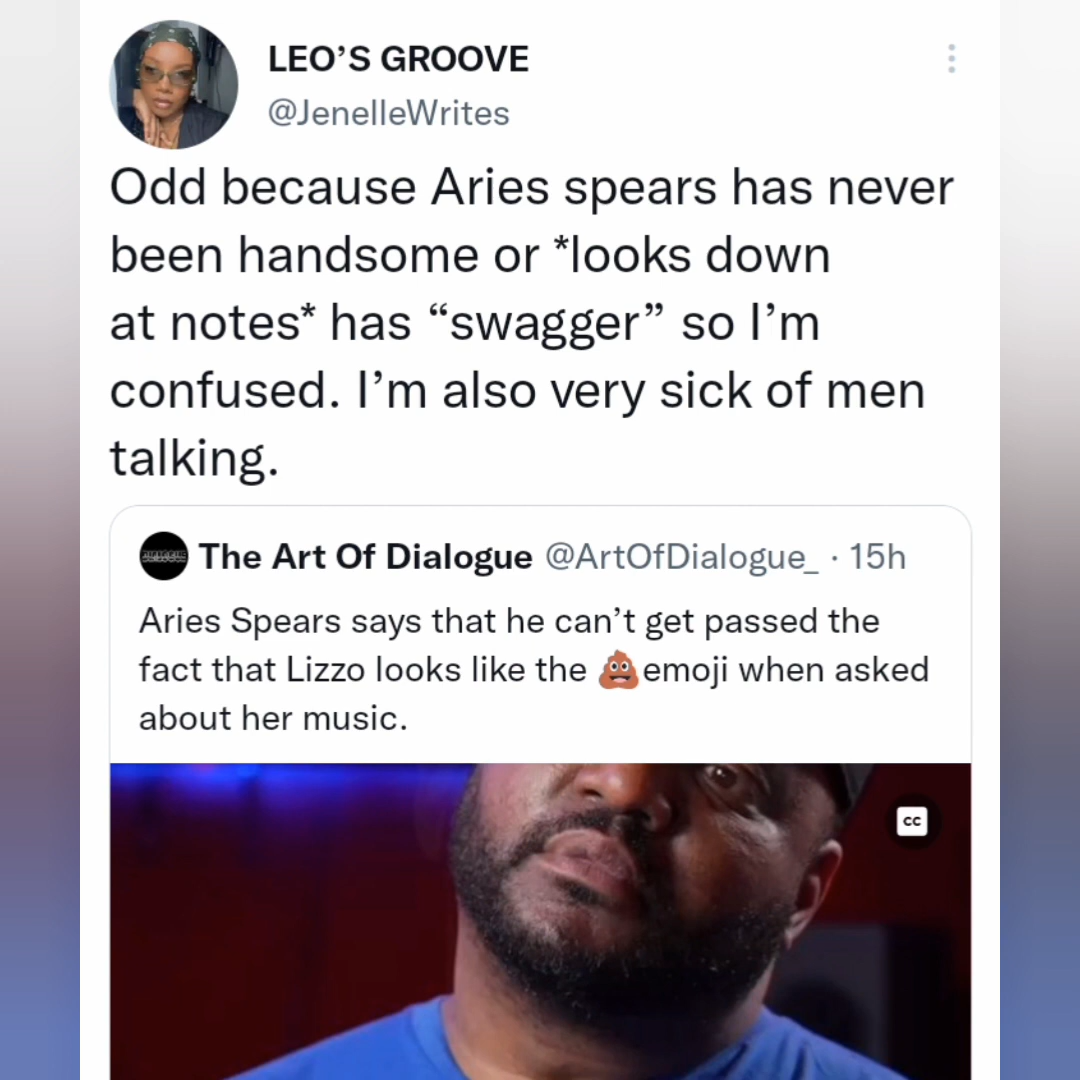 LEO’S GROOVE
@JenelleWrites
Odd because Aries spears has never
been handsome or *looks down
at notes* has “swagger” so I’m
confused. I’m also very sick of men
talking.
The Art Of Dialogue @ArtOfDialogue_ · 15h
Aries Spears says that he can’t get passed the
fact that Lizzo looks like the 💩emoji when asked
about her music.
CC